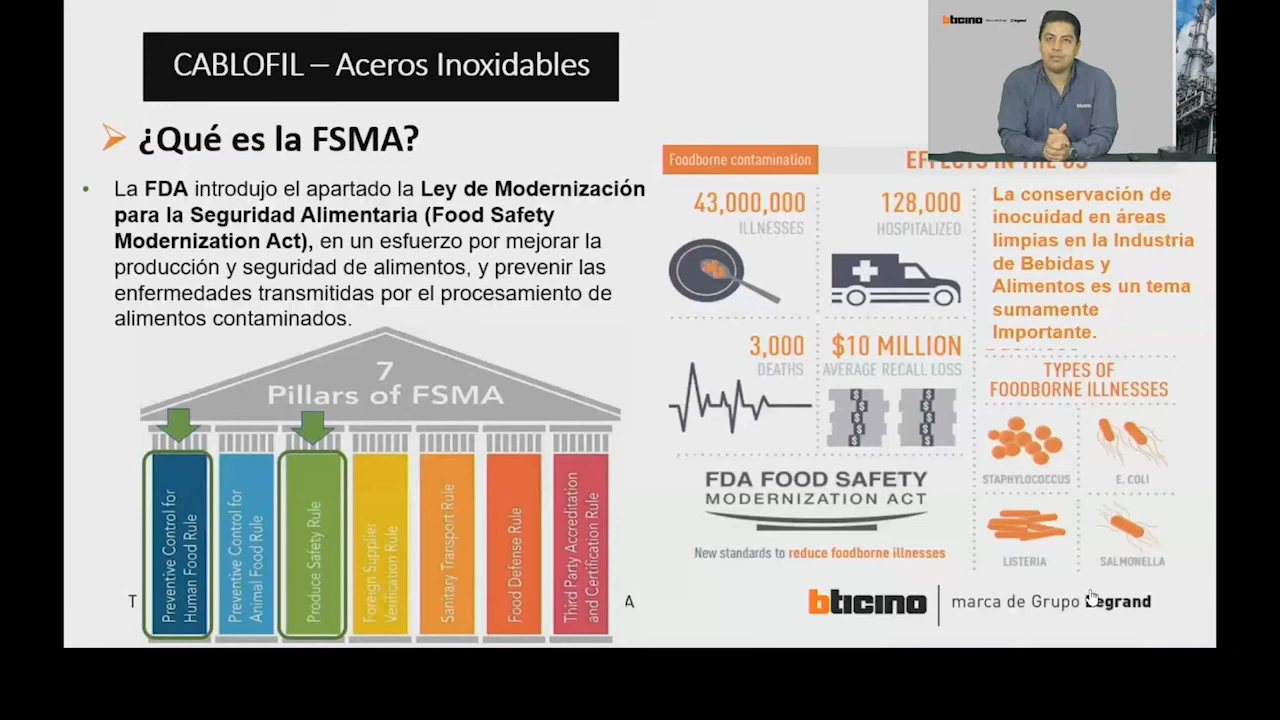 CABLOFIL – Aceros Inoxidables
¿Qué es la FSMA?
• La FDA introdujo el apartado la Ley de Modernización
para la Seguridad Alimentaria (Food Safety
Modernization Act), en un esfuerzo por mejorar la
producción y seguridad de alimentos, y prevenir las
enfermedades transmitidas por el procesamiento de
alimentos contaminados.
7
Pillars of FSMA
Preventive Control for
Human Food Rule
Preventive Control for
Animal Food Rule
Produce Safety Rule
Foreign Supplier
Verification Rule
Sanitary Transport Rule
Food Defense Rule
Third Party Accreditation
and Certification Rule
T
A
bticino
legrand
Foodborne contamination
EFFECTS IN THE US
43,000,000
ILLNESSES
128,000
HOSPITALIZED
3,000
DEATHS
$10 MILLION
AVERAGE RECALL LOSS
FDA FOOD SAFETY
MODERNIZATION ACT
New standards to reduce foodborne illnesses
La conservación de
inocuidad en áreas
limpias en la Industria
de Bebidas y
Alimentos es un tema
sumamente
Importante.
TYPES OF
FOODBORNE ILLNESSES
STAPHYLOCOCCUS
E. COLI
LISTERIA
SALMONELLA
bticino
marca de Grupo legrand